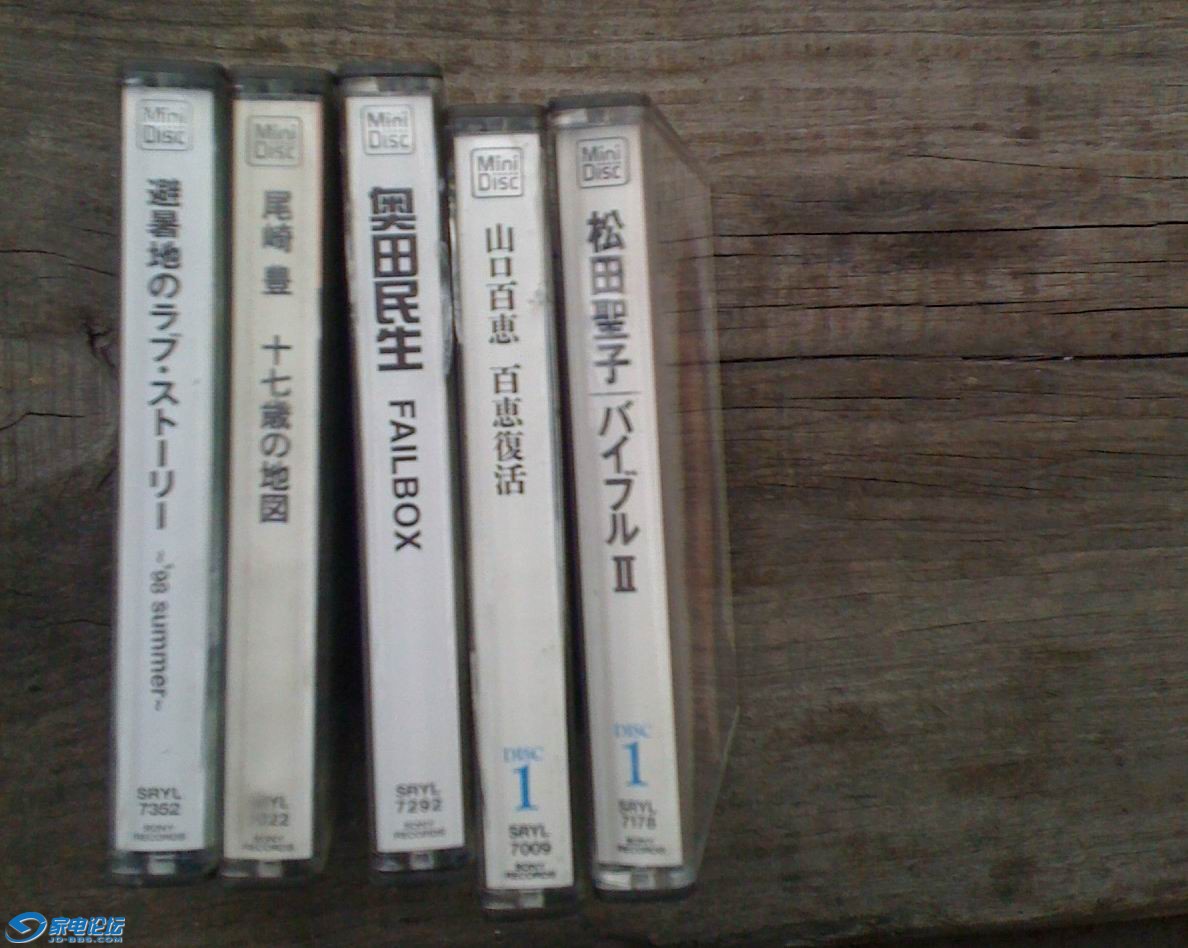 Mini Disc
避暑地のラブ・ストーリー ~'98 summer~
SRYL
7352
SONY
RECORDS
Mini Disc
尾崎 豊 十七歳の地図
SONY
RECORDS
Mini Disc
奥田民生 FAILBOX
SRYL
7292
SONY
RECORDS
Mini Disc
山口百恵 百恵復活
DISC
1
SRYL
7009
SONY
RECORDS
Mini Disc
松田聖子 バイブル II
DISC
1
SRYL
7178
SONY
RECORDS
家电论坛
JD-BBS.COM